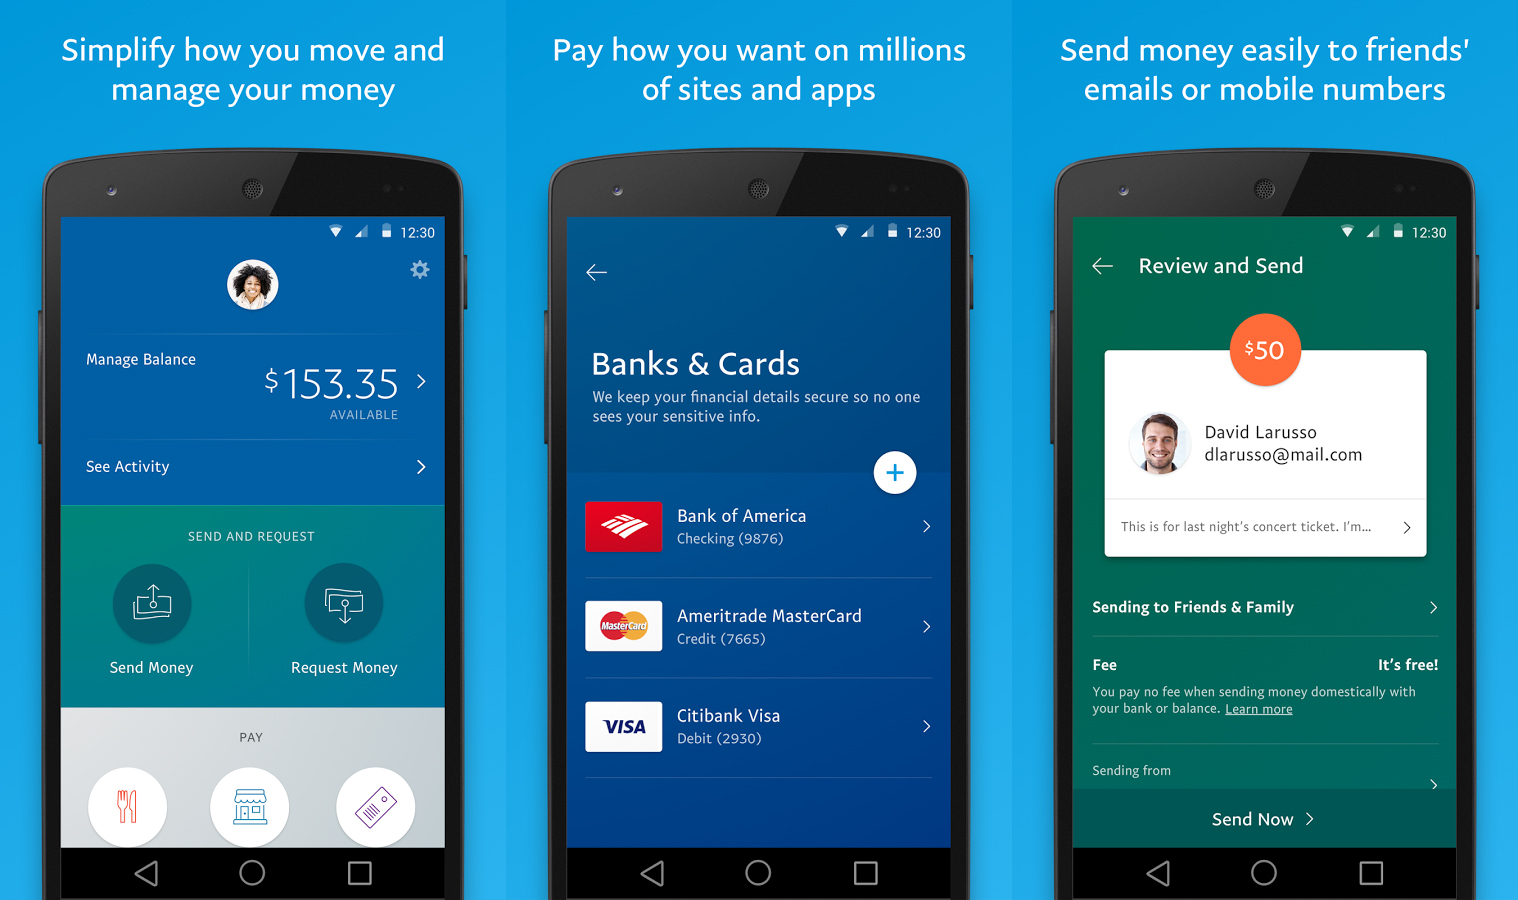 Simplify how you move and
manage your money
12:30
Manage Balance
$153.35
AVAILABLE
See Activity
SEND AND REQUEST
Send Money
Request Money
PAY
Pay how you want on millions
of sites and apps
12:30
Banks & Cards
We keep your financial details secure so no one
sees your sensitive info.
+
Bank of America
Checking (9876)
MasterCard
Ameritrade MasterCard
Credit (7665)
VISA
Citibank Visa
Debit (2930)
Send money easily to friends'
emails or mobile numbers
12:30
Review and Send
$50
David Larusso
dlarusso@mail.com
This is for last night's concert ticket. I'm...
Sending to Friends & Family
Fee
It's free!
You pay no fee when sending money domestically with
your bank or balance. Learn more
Sending from
Send Now